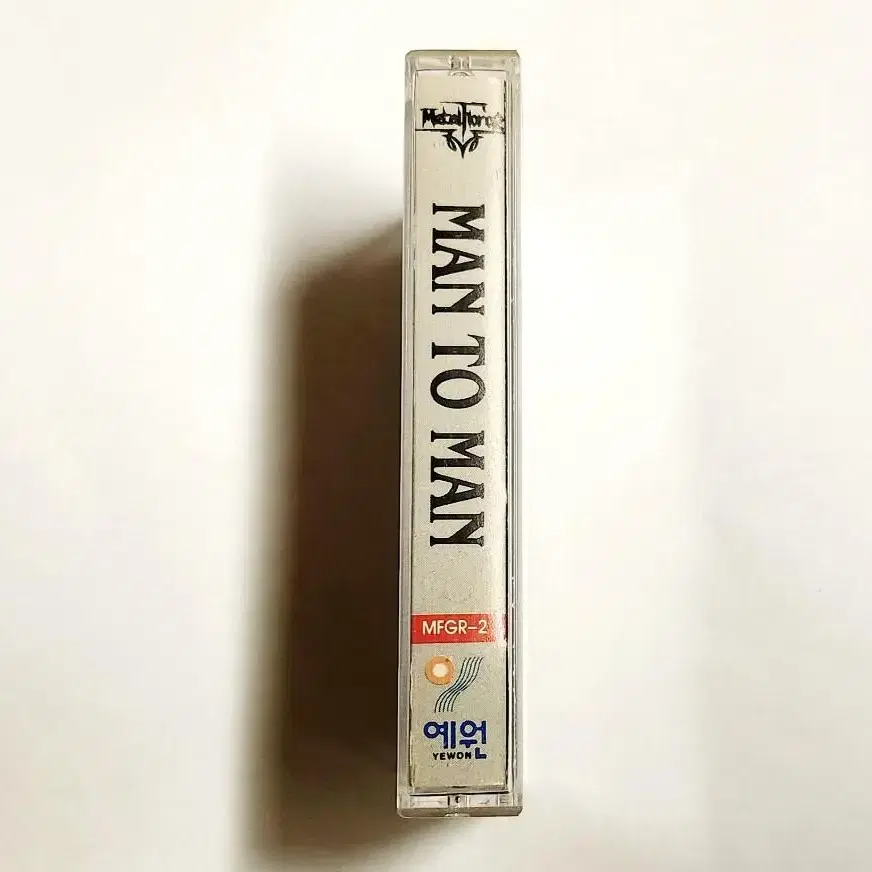 Metal Force
MAN TO MAN
MFGR-2
예원
YEWON